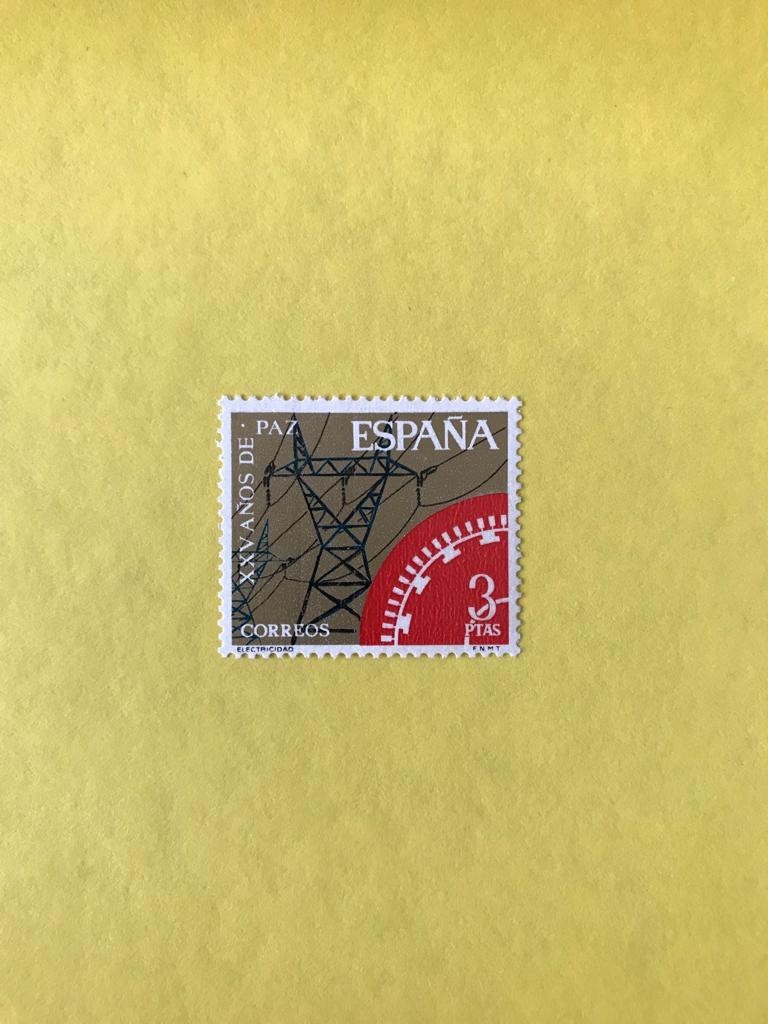 XXV AÑOS DE · PAZ
ESPAÑA
3
PTAS
CORREOS
ELECTRICIDAD
F.N.M.T